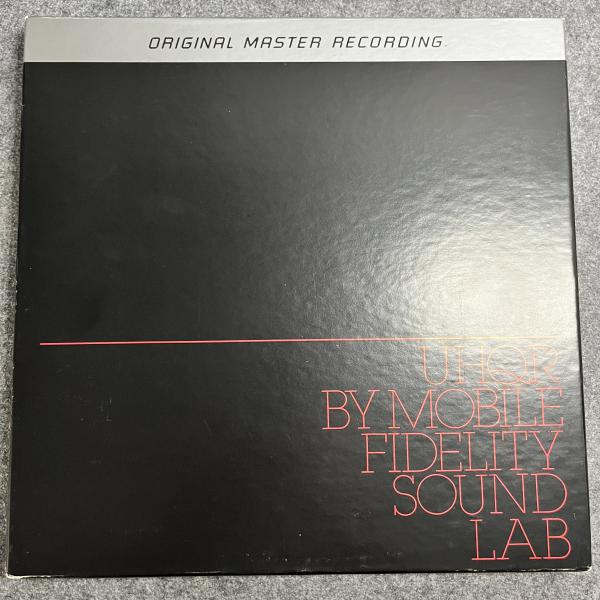 ORIGINAL MASTER RECORDING
UHQR
BY MOBILE
FIDELITY
SOUND
LAB